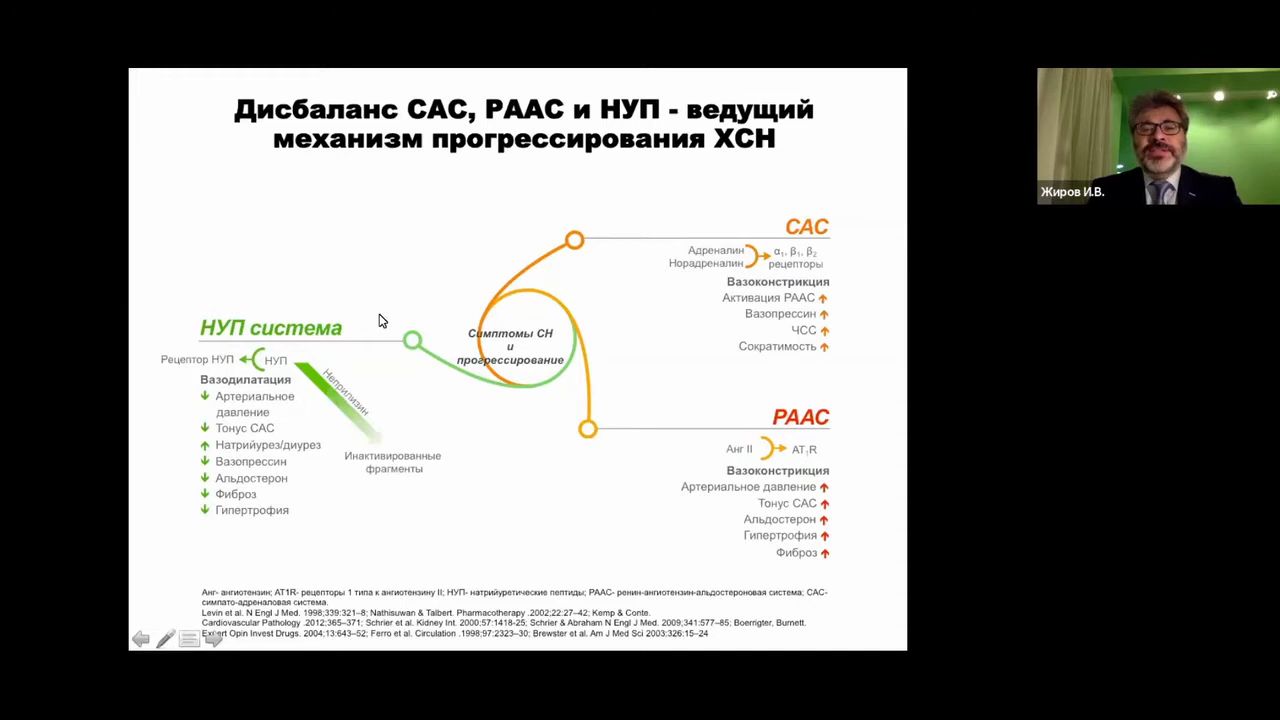 Дисбаланс САС, РААС и НУП - ведущий
механизм прогрессирования ХСН
Жиров И.В.
САС
Адреналин
Норадреналин
α1, β1, β2
рецепторы
Вазоконстрикция
Активация РААС
Вазопрессин
ЧСС
Сократимость
Симптомы СН
и
прогрессирование
НУП система
Рецептор НУП
НУП
Неприлизин
Вазодилатация
Артериальное
давление
Тонус САС
Натрийурез/диурез
Вазопрессин
Альдостерон
Фиброз
Гипертрофия
Инактивированные
фрагменты
РААС
Анг II
AT1R
Вазоконстрикция
Артериальное давление
Тонус САС
Альдостерон
Гипертрофия
Фиброз
Анг- ангиотензин; AT1R- рецепторы 1 типа к ангиотензину II; НУП- натрийуретические пептиды; РААС- ренин-ангиотензин-альдостероновая система; САС-
симпато-адреналовая система.
Levin et al. N Engl J Med. 1998;339:321–8; Nathisuwan & Talbert. Pharmacotherapy .2002;22:27–42; Kemp & Conte.
Cardiovascular Pathology .2012;365–371; Schrier et al. Kidney Int. 2000;57:1418-25; Schrier & Abraham N Engl J Med. 2009;341:577–85; Boerrigter, Burnett.
Expert Opin Invest Drugs. 2004;13:643–52; Ferro et al. Circulation .1998;97:2323–30; Brewster et al. Am J Med Sci 2003;326:15–24